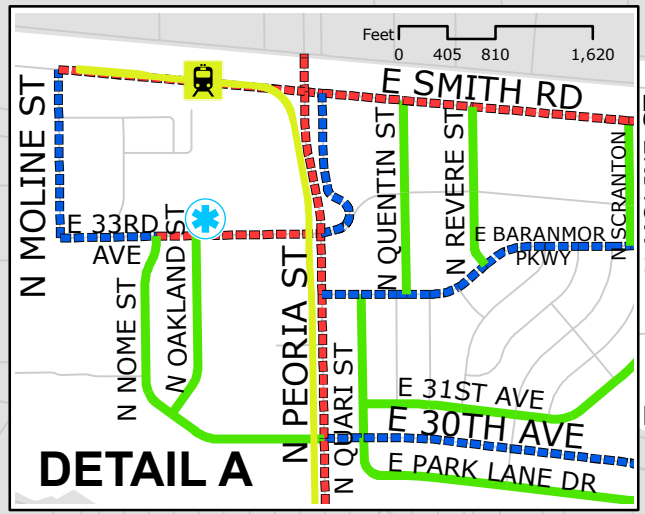 Feet
0 405 810 1,620
E SMITH RD
N MOLINE ST
N QUENTIN ST
N REVERE ST
N SCRANTON
E 33RD
AVE
N OAKLAND ST
E BARANMOR
PKWY
N NOME ST
N PEORIA ST
N QUARI ST
E 31ST AVE
E 30TH AVE
E PARK LANE DR
DETAIL A